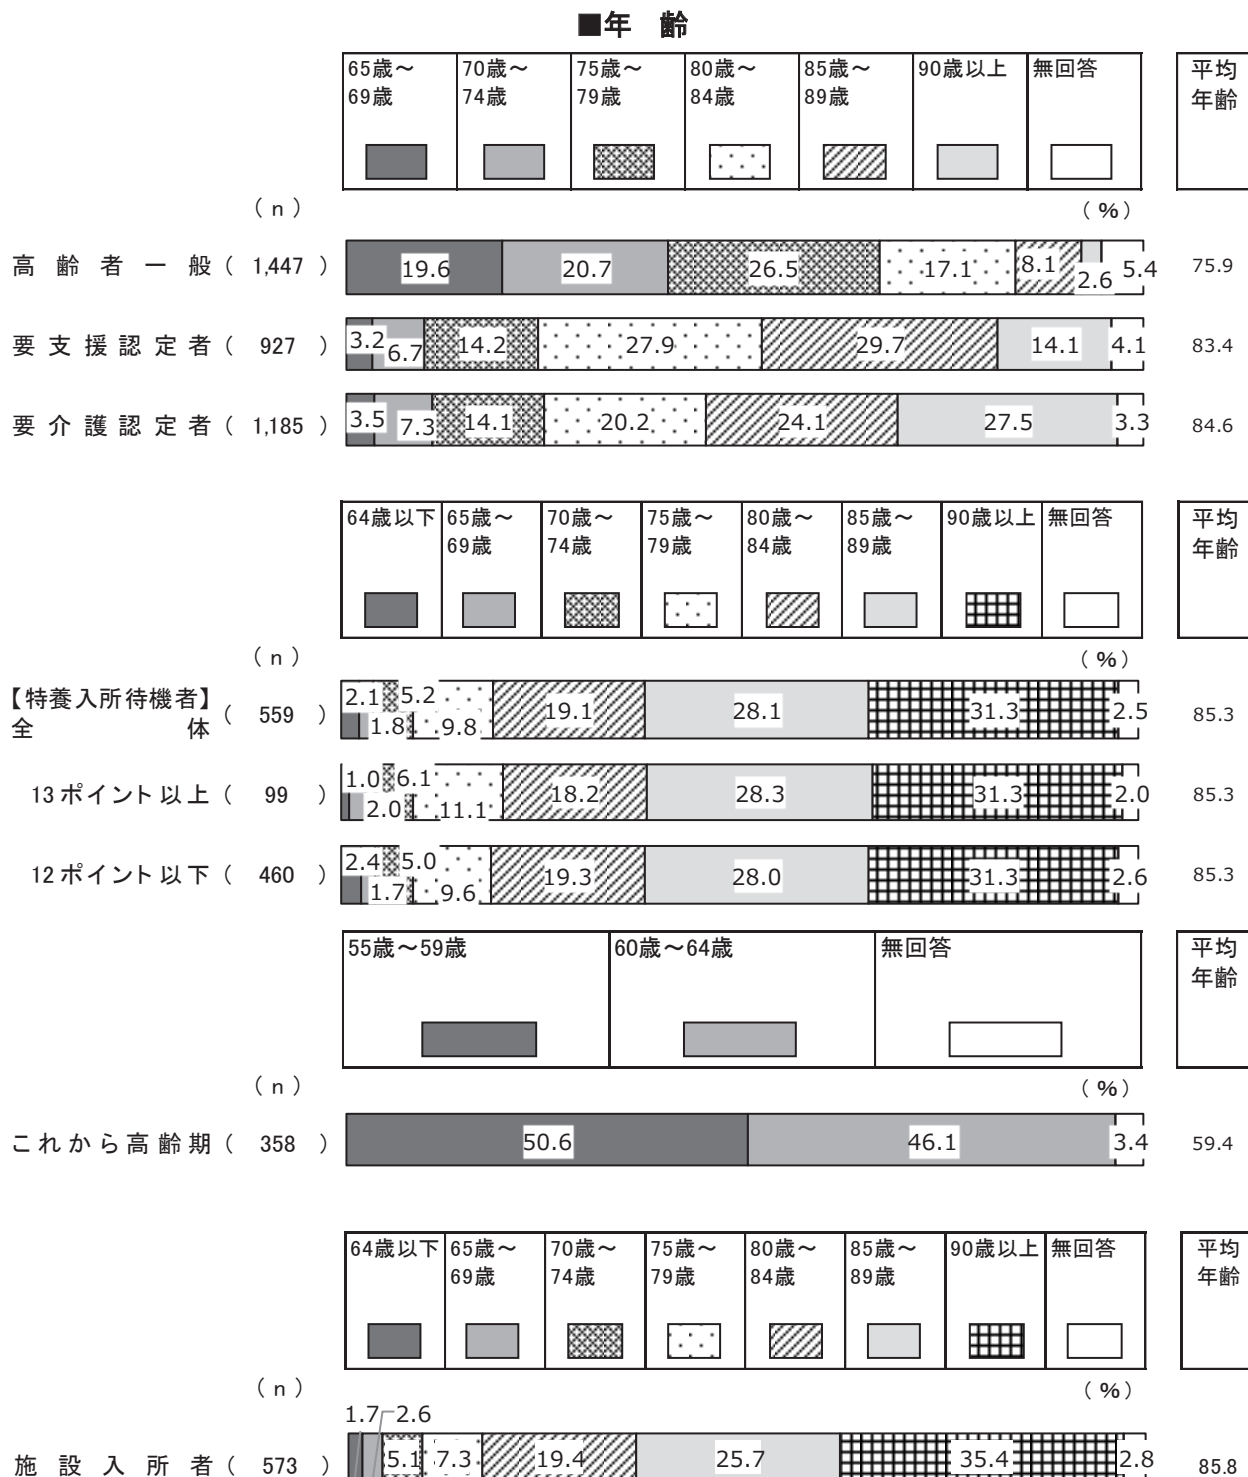 ■年　齢
65歳～ 70歳～ 75歳～ 80歳～ 85歳～ 90歳以上 無回答 平均
69歳 74歳 79歳 84歳 89歳 年齢
（ｎ） （％）
高齢者一般（ 1,447 ） 19.6 20.7 26.5 17.1 8.1 2.6 5.4 75.9
要支援認定者（ 927 ） 3.2 6.7 14.2 27.9 29.7 14.1 4.1 83.4
要介護認定者（ 1,185 ） 3.5 7.3 14.1 20.2 24.1 27.5 3.3 84.6
64歳以下 65歳～ 70歳～ 75歳～ 80歳～ 85歳～ 90歳以上 無回答 平均
69歳 74歳 79歳 84歳 89歳 年齢
（ｎ） （％）
【特養入所待機者】
全体（ 559 ） 2.1 1.8 5.2 9.8 19.1 28.1 31.3 2.5 85.3
13ポイント以上（ 99 ） 1.0 2.0 6.1 11.1 18.2 28.3 31.3 2.0 85.3
12ポイント以下（ 460 ） 2.4 1.7 5.0 9.6 19.3 28.0 31.3 2.6 85.3
55歳～59歳 60歳～64歳 無回答 平均
年齢
（ｎ） （％）
これから高齢期（ 358 ） 50.6 46.1 3.4 59.4
64歳以下 65歳～ 70歳～ 75歳～ 80歳～ 85歳～ 90歳以上 無回答 平均
69歳 74歳 79歳 84歳 89歳 年齢
（ｎ） （％）
1.7 2.6
施設入所者（ 573 ） 5.1 7.3 19.4 25.7 35.4 2.8 85.8